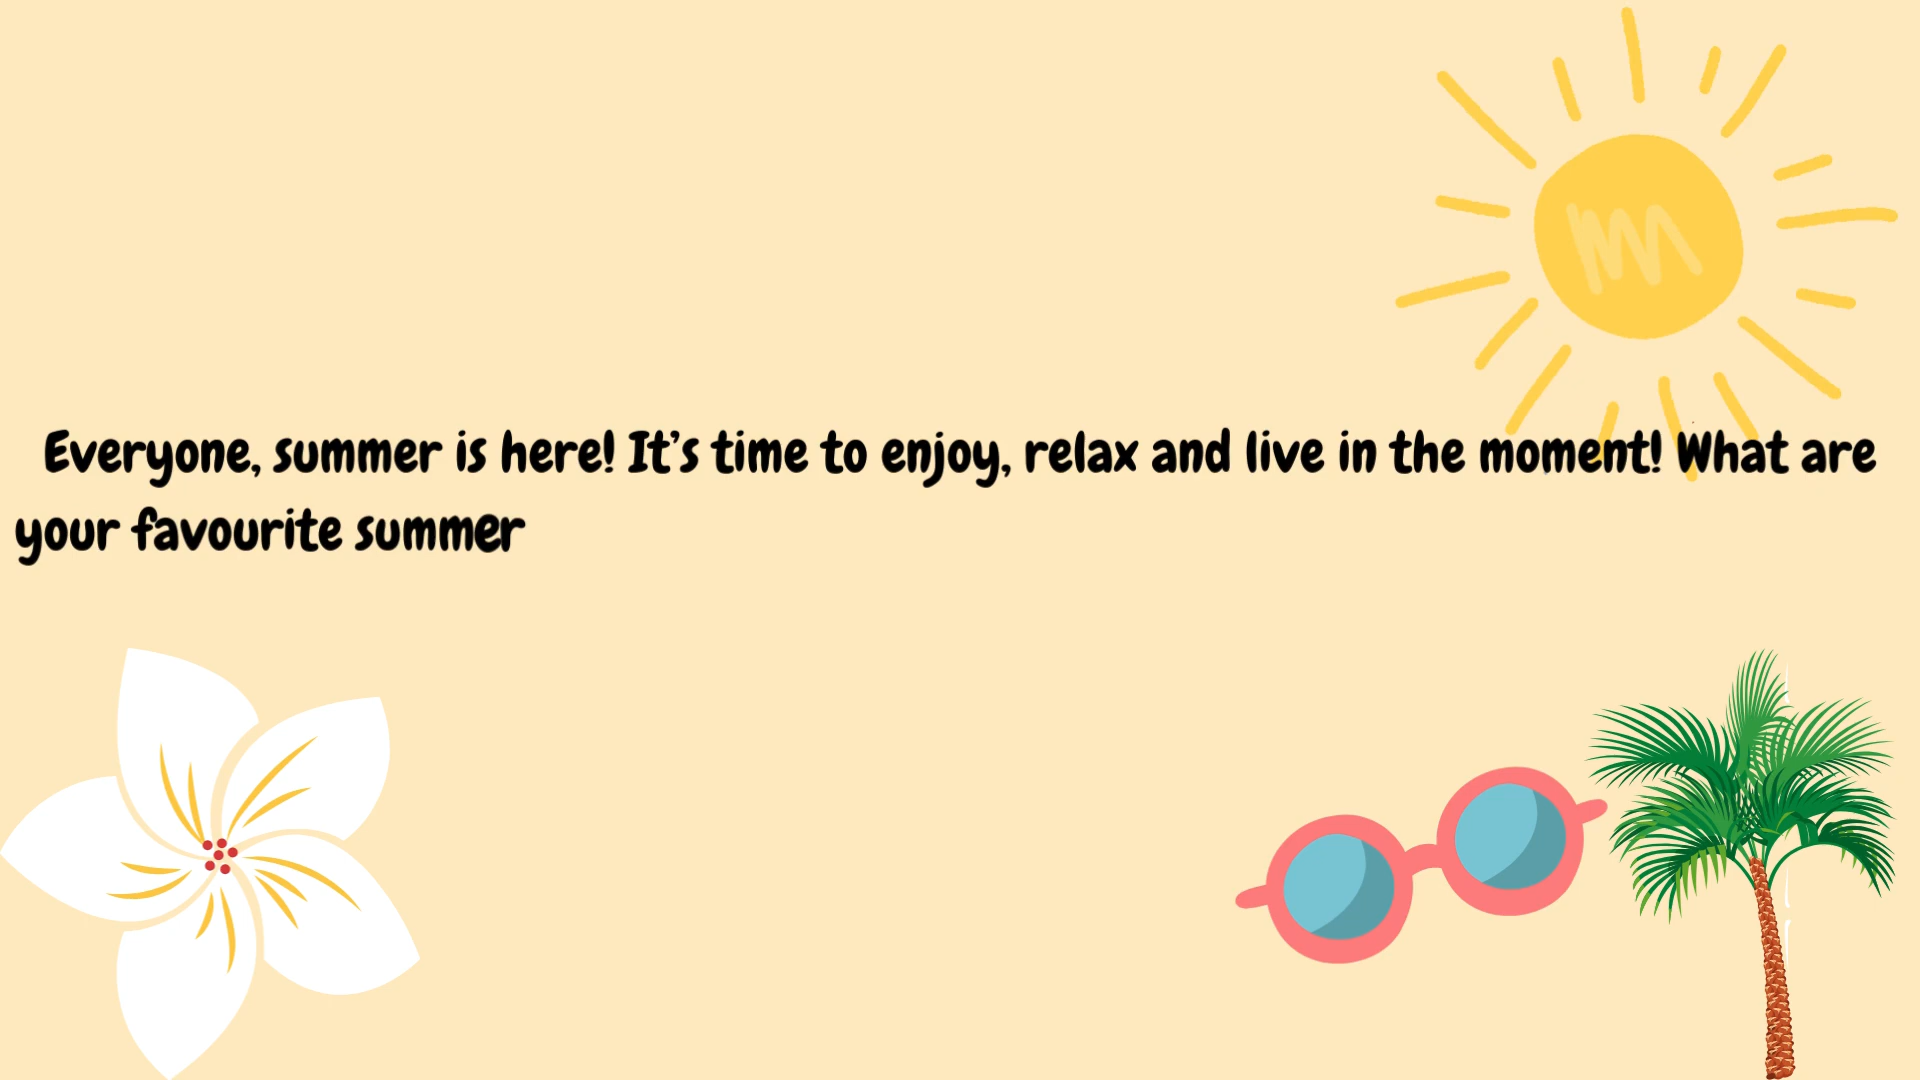 Everyone, summer is here! It’s time to enjoy, relax and live in the moment! What are
your favourite summer